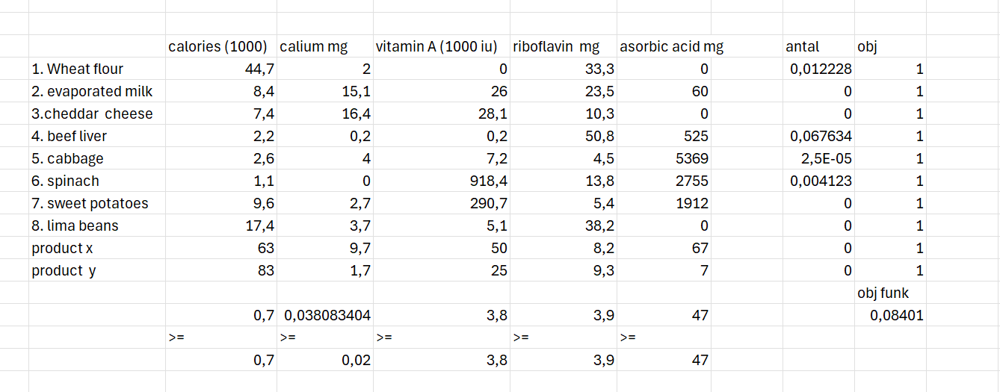 calories (1000) calium mg vitamin A (1000 iu) riboflavin mg asorbic acid mg antal obj
1. Wheat flour 44,7 2 0 33,3 0 0,012228 1
2. evaporated milk 8,4 15,1 26 23,5 60 0 1
3.cheddar cheese 7,4 16,4 28,1 10,3 0 0 1
4. beef liver 2,2 0,2 0,2 50,8 525 0,067634 1
5. cabbage 2,6 4 7,2 4,5 5369 2,5E-05 1
6. spinach 1,1 0 918,4 13,8 2755 0,004123 1
7. sweet potatoes 9,6 2,7 290,7 5,4 1912 0 1
8. lima beans 17,4 3,7 5,1 38,2 0 0 1
product x 63 9,7 50 8,2 67 0 1
product y 83 1,7 25 9,3 7 0 1
obj funk
0,7 0,038083404 3,8 3,9 47 0,08401
>= >= >= >= >=
0,7 0,02 3,8 3,9 47